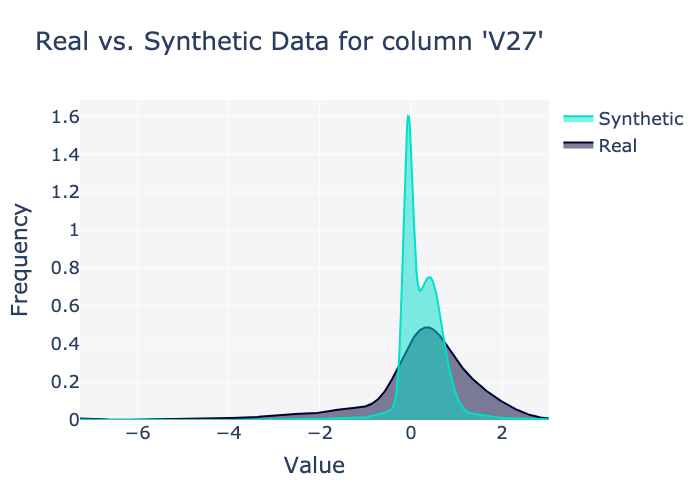 Real vs. Synthetic Data for column 'V27'
Synthetic
Real
1.6
1.4
1.2
1
0.8
0.6
0.4
0.2
0
Frequency
−6
−4
−2
0
2
Value